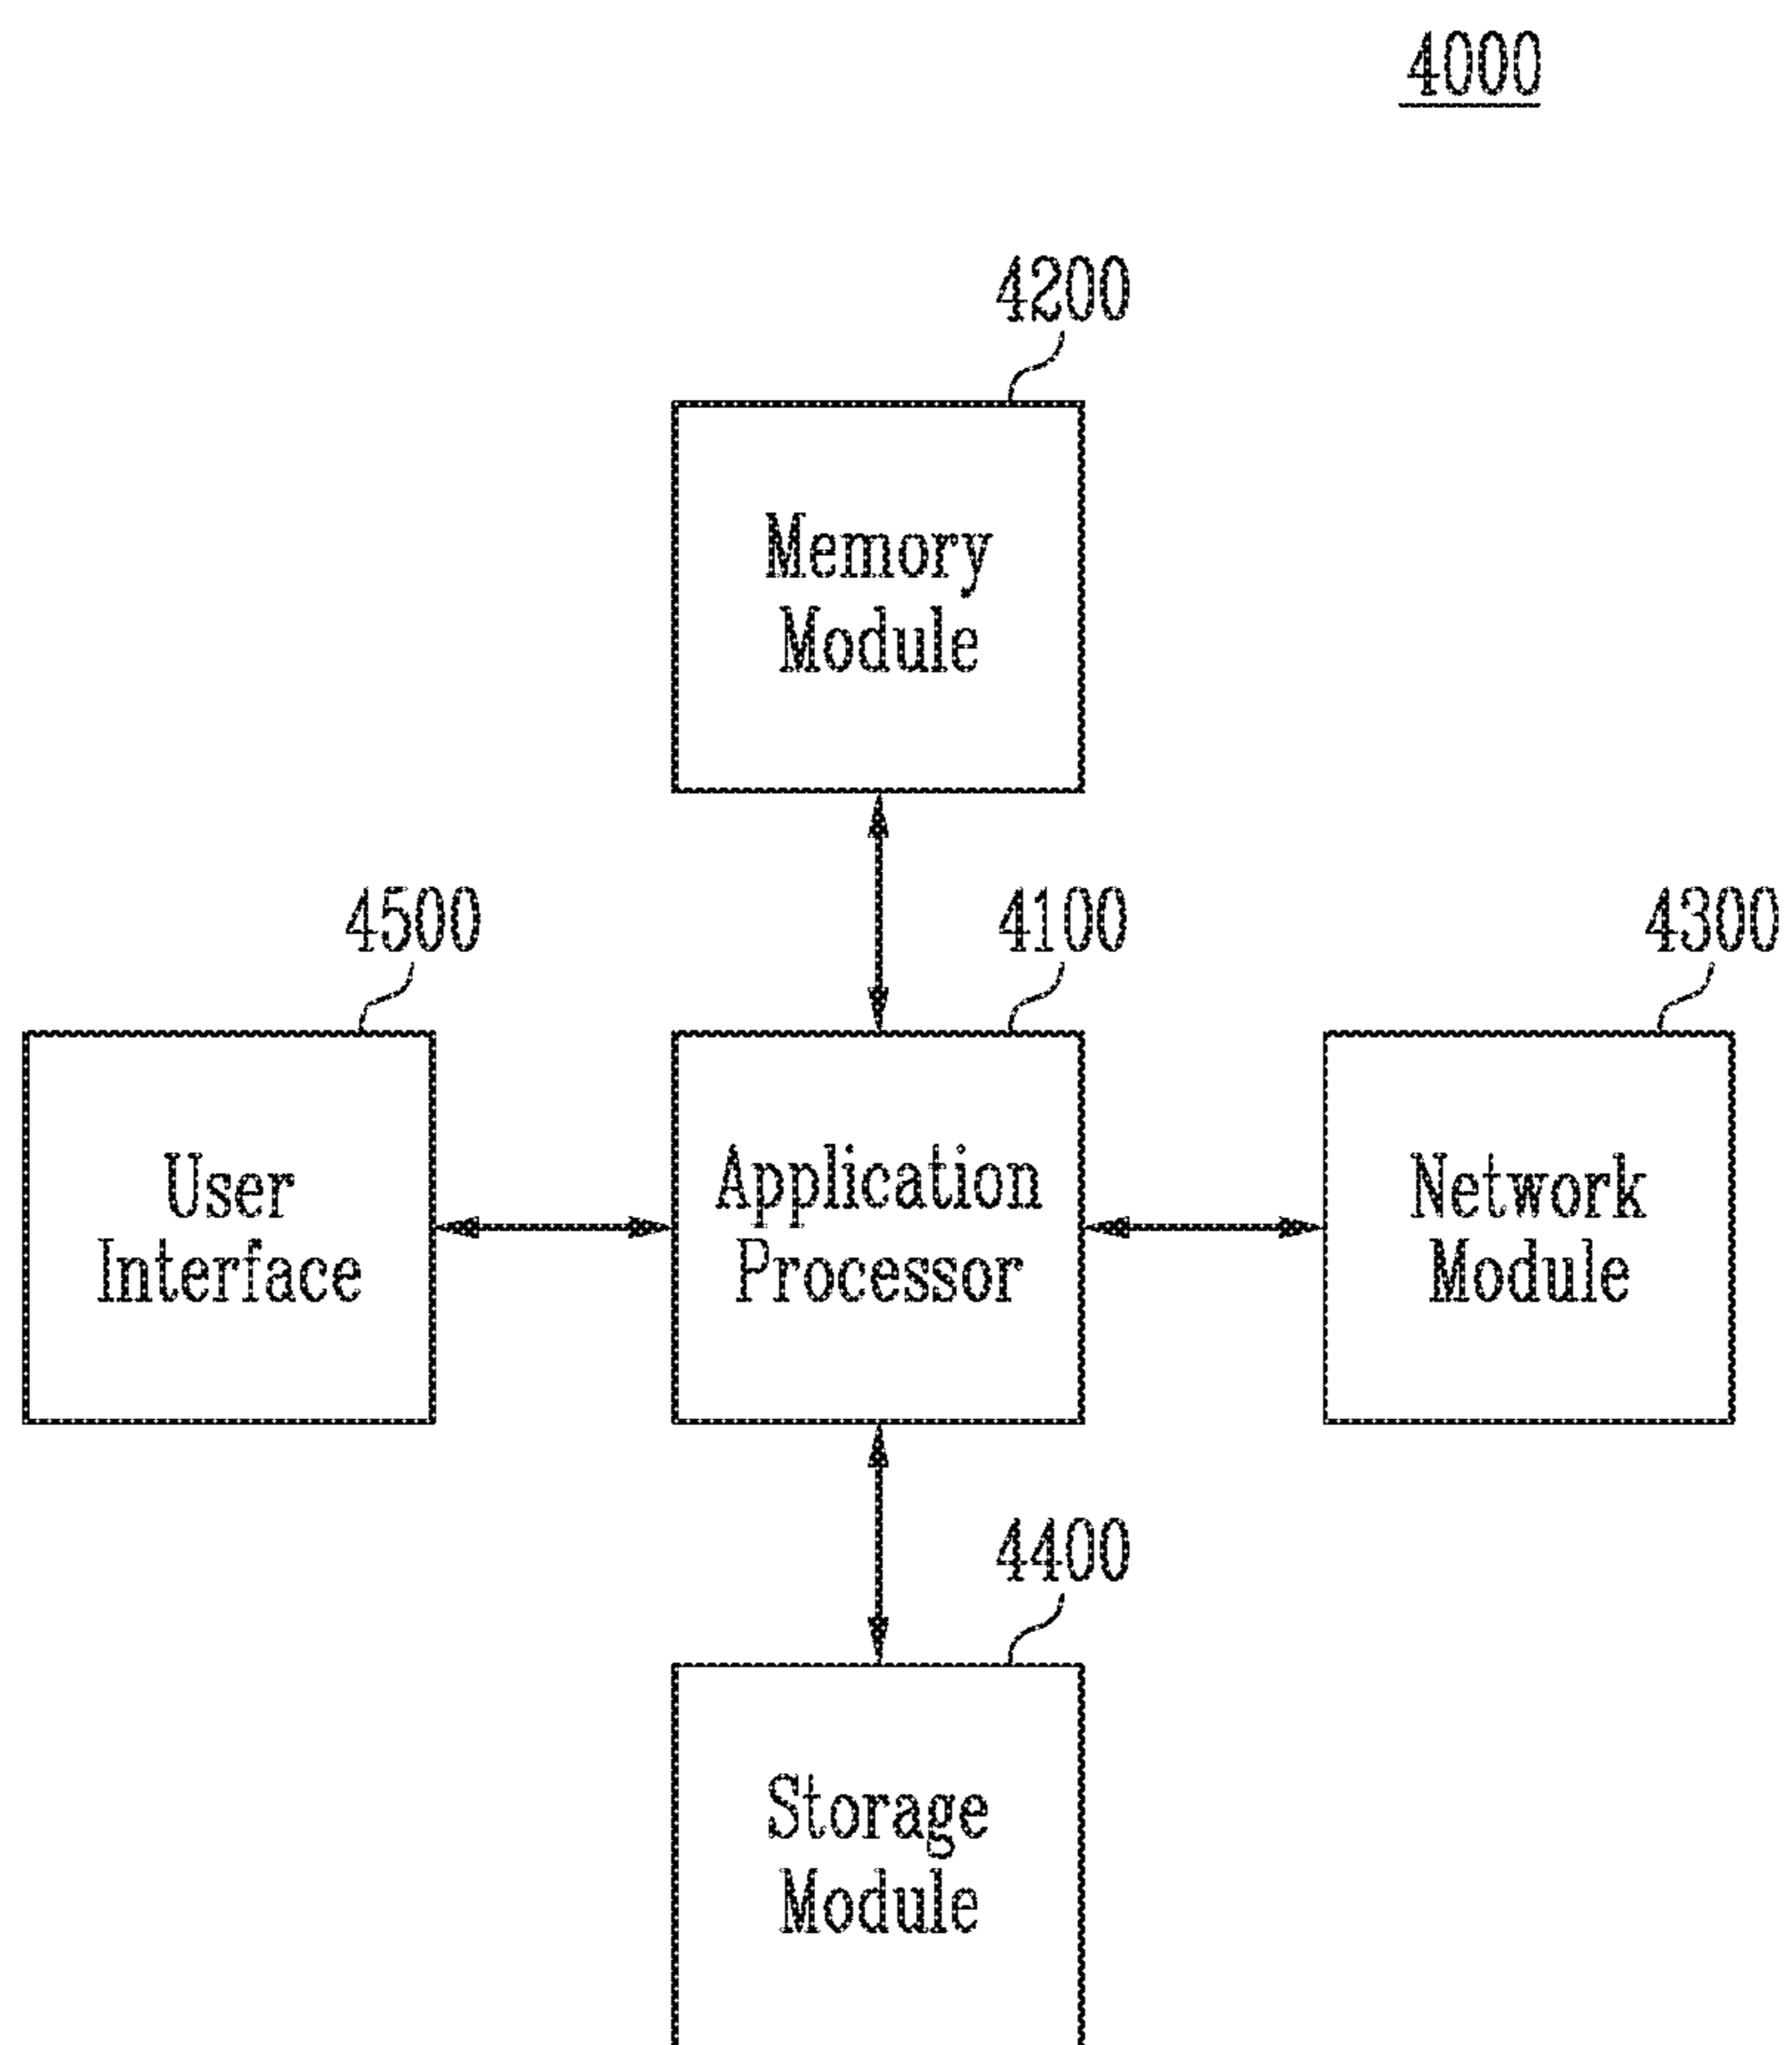 4000
4200
Memory
Module
4500
4100
4300
User
Interface
Application
Processor
Network
Module
4400
Storage
Module